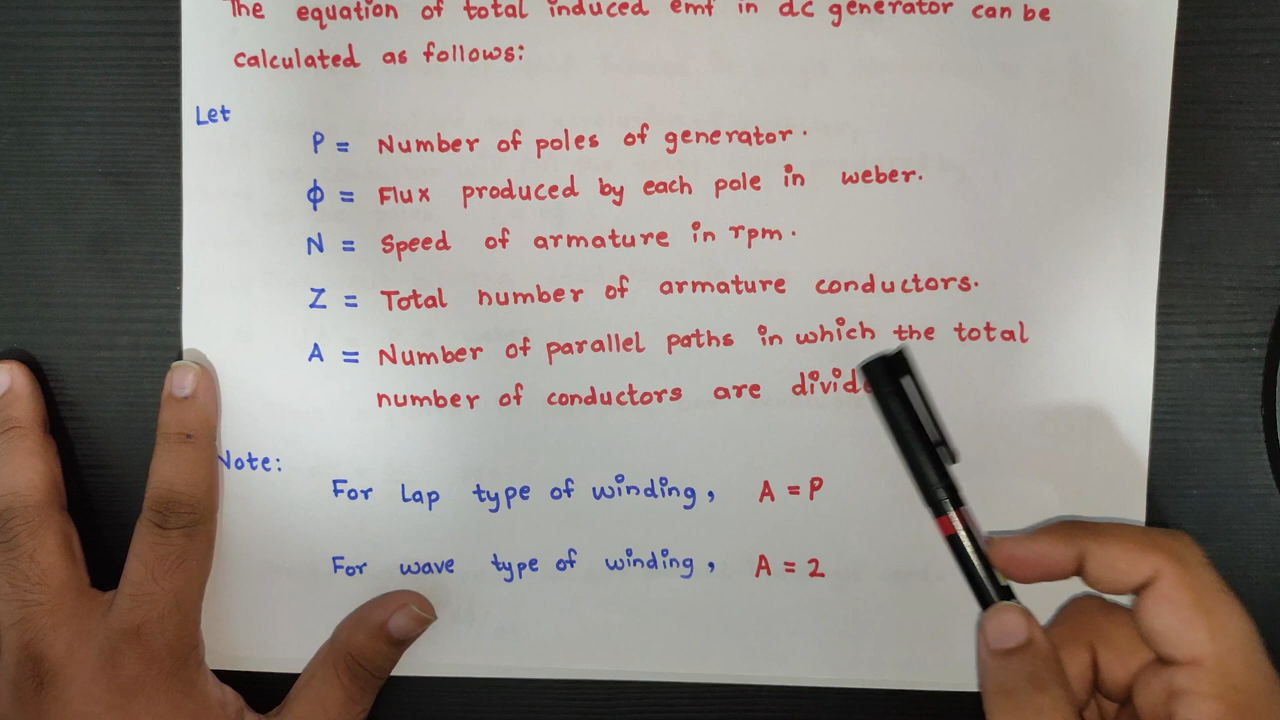 The equation of total induced emf in dc generator can be
calculated as follows:
Let
P = Number of poles of generator.
ϕ = Flux produced by each pole in weber.
N = Speed of armature in rpm.
Z = Total number of armature conductors.
A = Number of parallel paths in which the total
number of conductors are
Note:
For Lap type of winding, A = P
For wave type of winding, A = 2